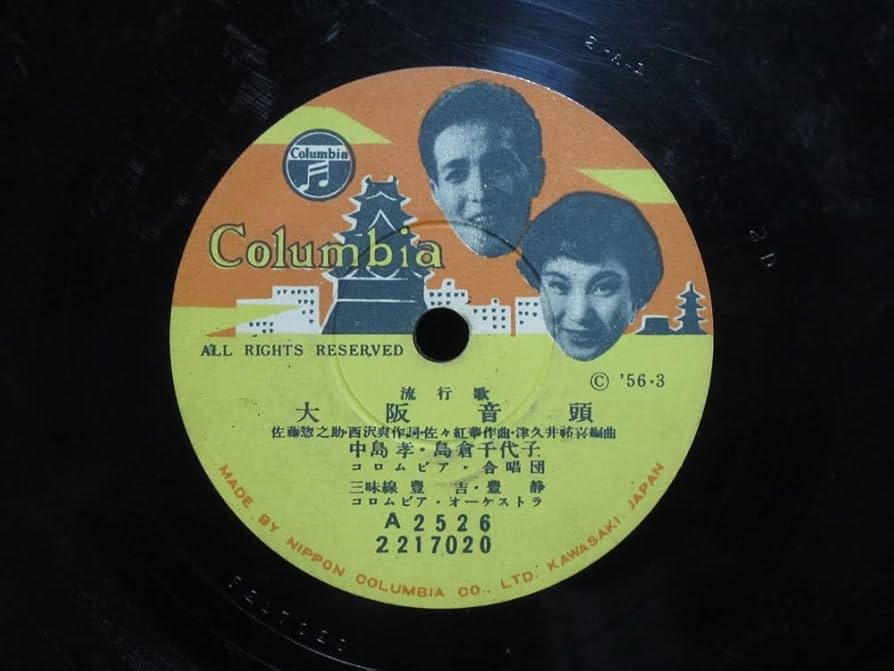 2-A-1
Columbia
Columbia
ALL RIGHTS RESERVED
Ⓒ '56・3
流行歌
大阪音頭
佐藤惣之助・西沢爽作詞・佐々紅華作曲・津久井祐喜編曲
中島孝・島倉千代子
コロムビア・合唱団
三味線 豊吉・豊静
コロムビア・オーケストラ
A2526
2217020
MADE BY NIPPON COLUMBIA CO., LTD. KAWASAKI JAPAN
2217020